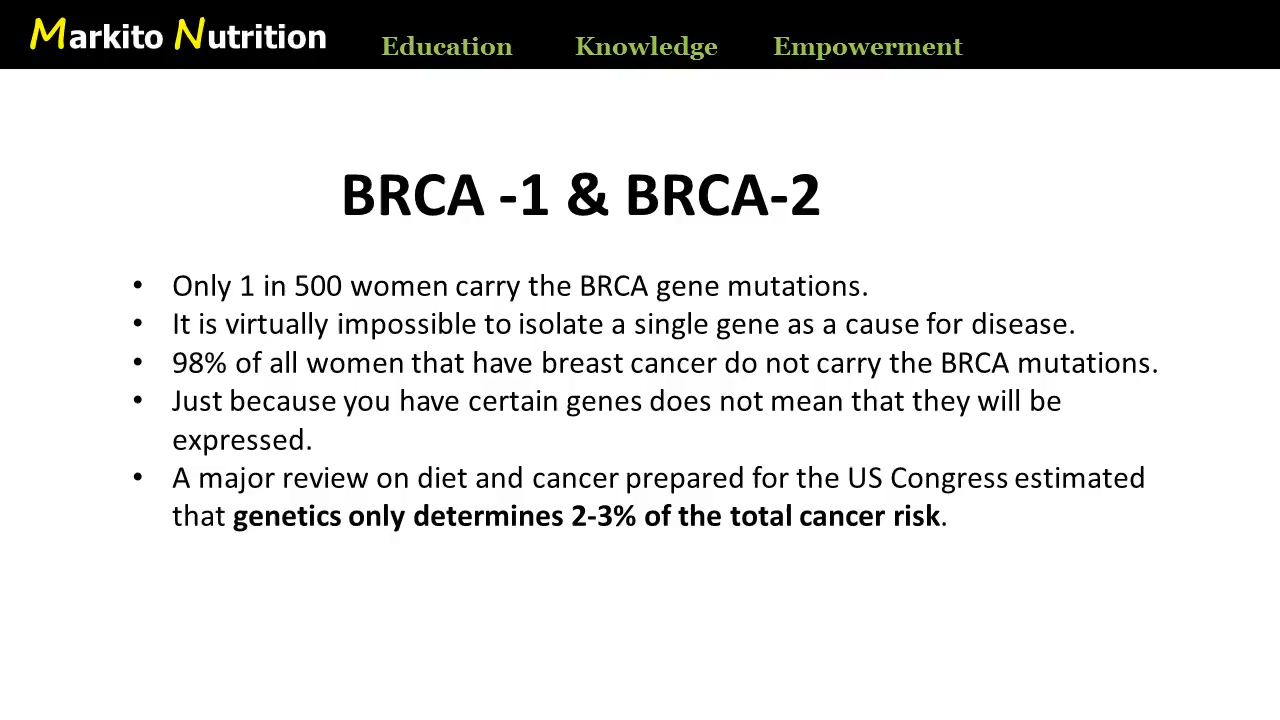 Markito Nutrition Education Knowledge Empowerment
BRCA -1 & BRCA-2
• Only 1 in 500 women carry the BRCA gene mutations.
• It is virtually impossible to isolate a single gene as a cause for disease.
• 98% of all women that have breast cancer do not carry the BRCA mutations.
• Just because you have certain genes does not mean that they will be
expressed.
• A major review on diet and cancer prepared for the US Congress estimated
that genetics only determines 2-3% of the total cancer risk.